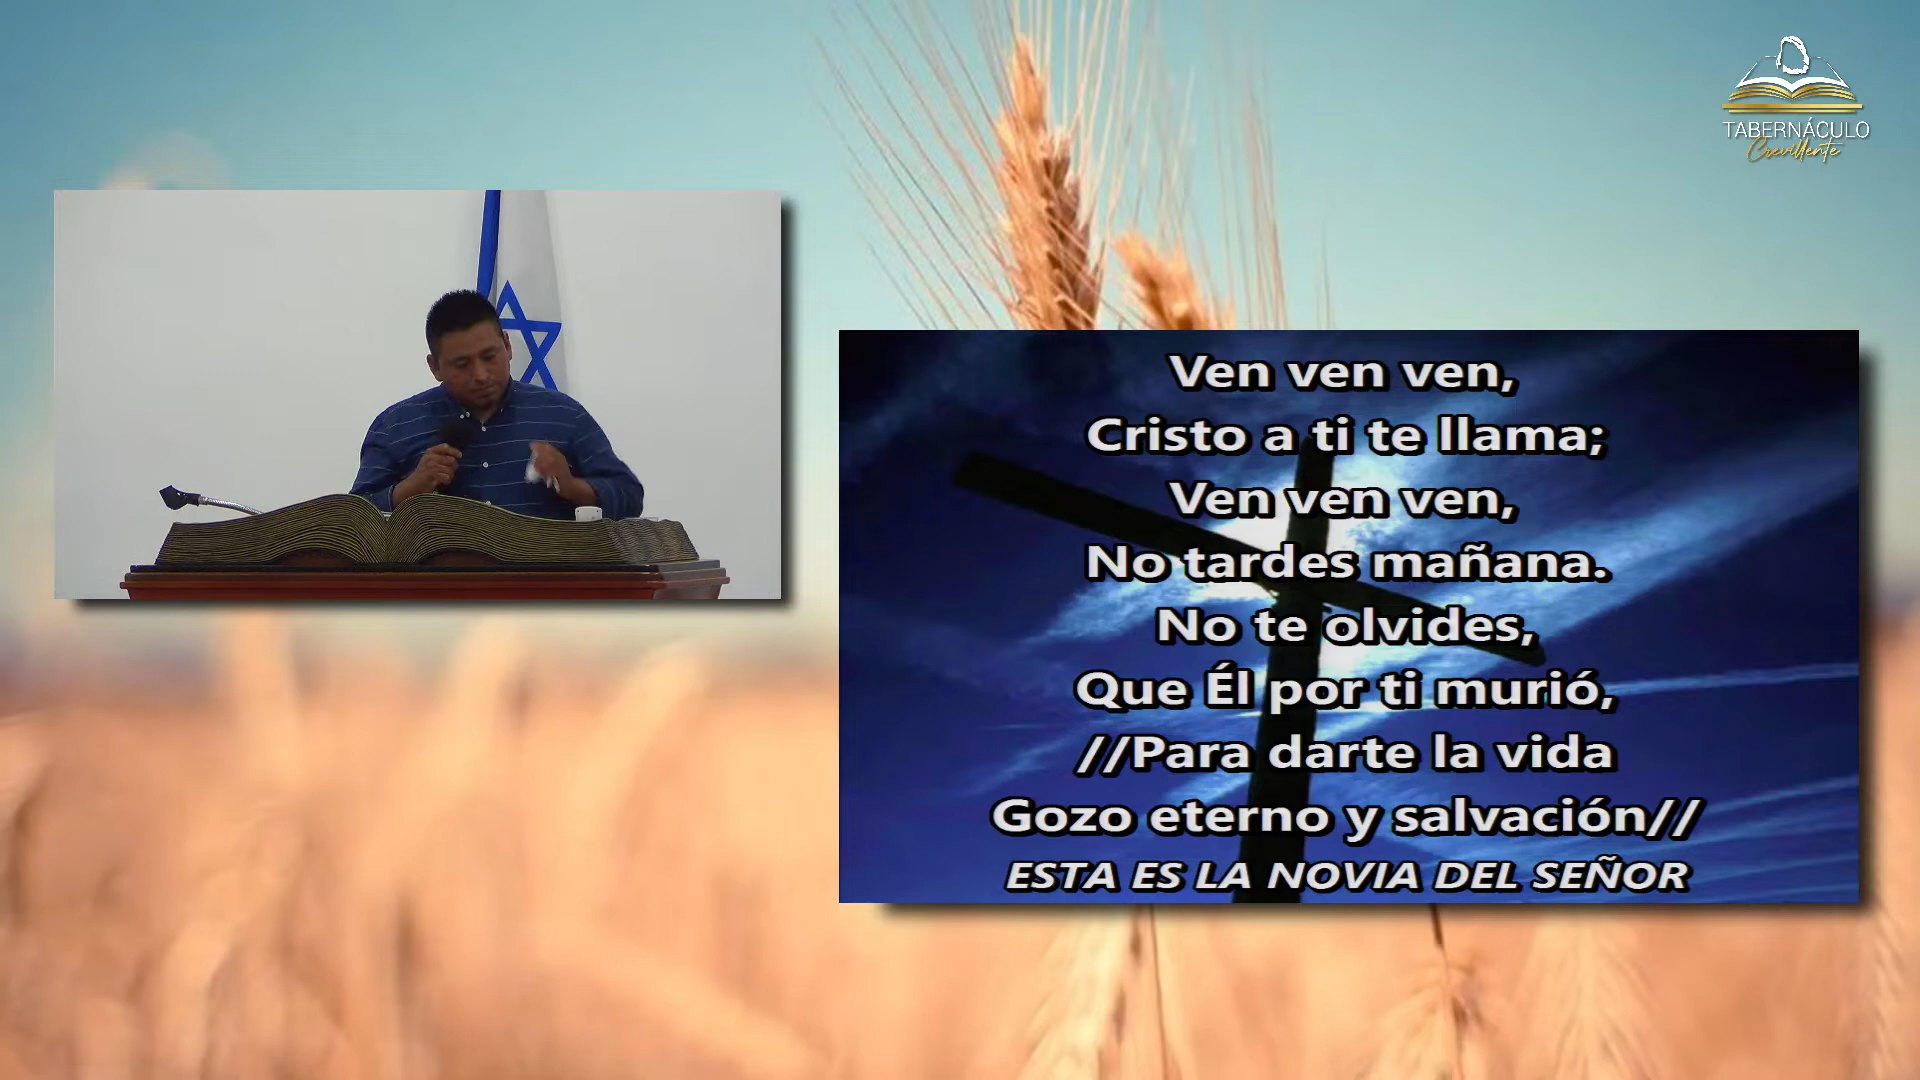 TABERNÁCULO
Crevillente
Ven ven ven,
Cristo a ti te llama;
Ven ven ven,
No tardes mañana.
No te olvides,
Que Él por ti murió,
//Para darte la vida
Gozo eterno y salvación//
ESTA ES LA NOVIA DEL SEÑOR